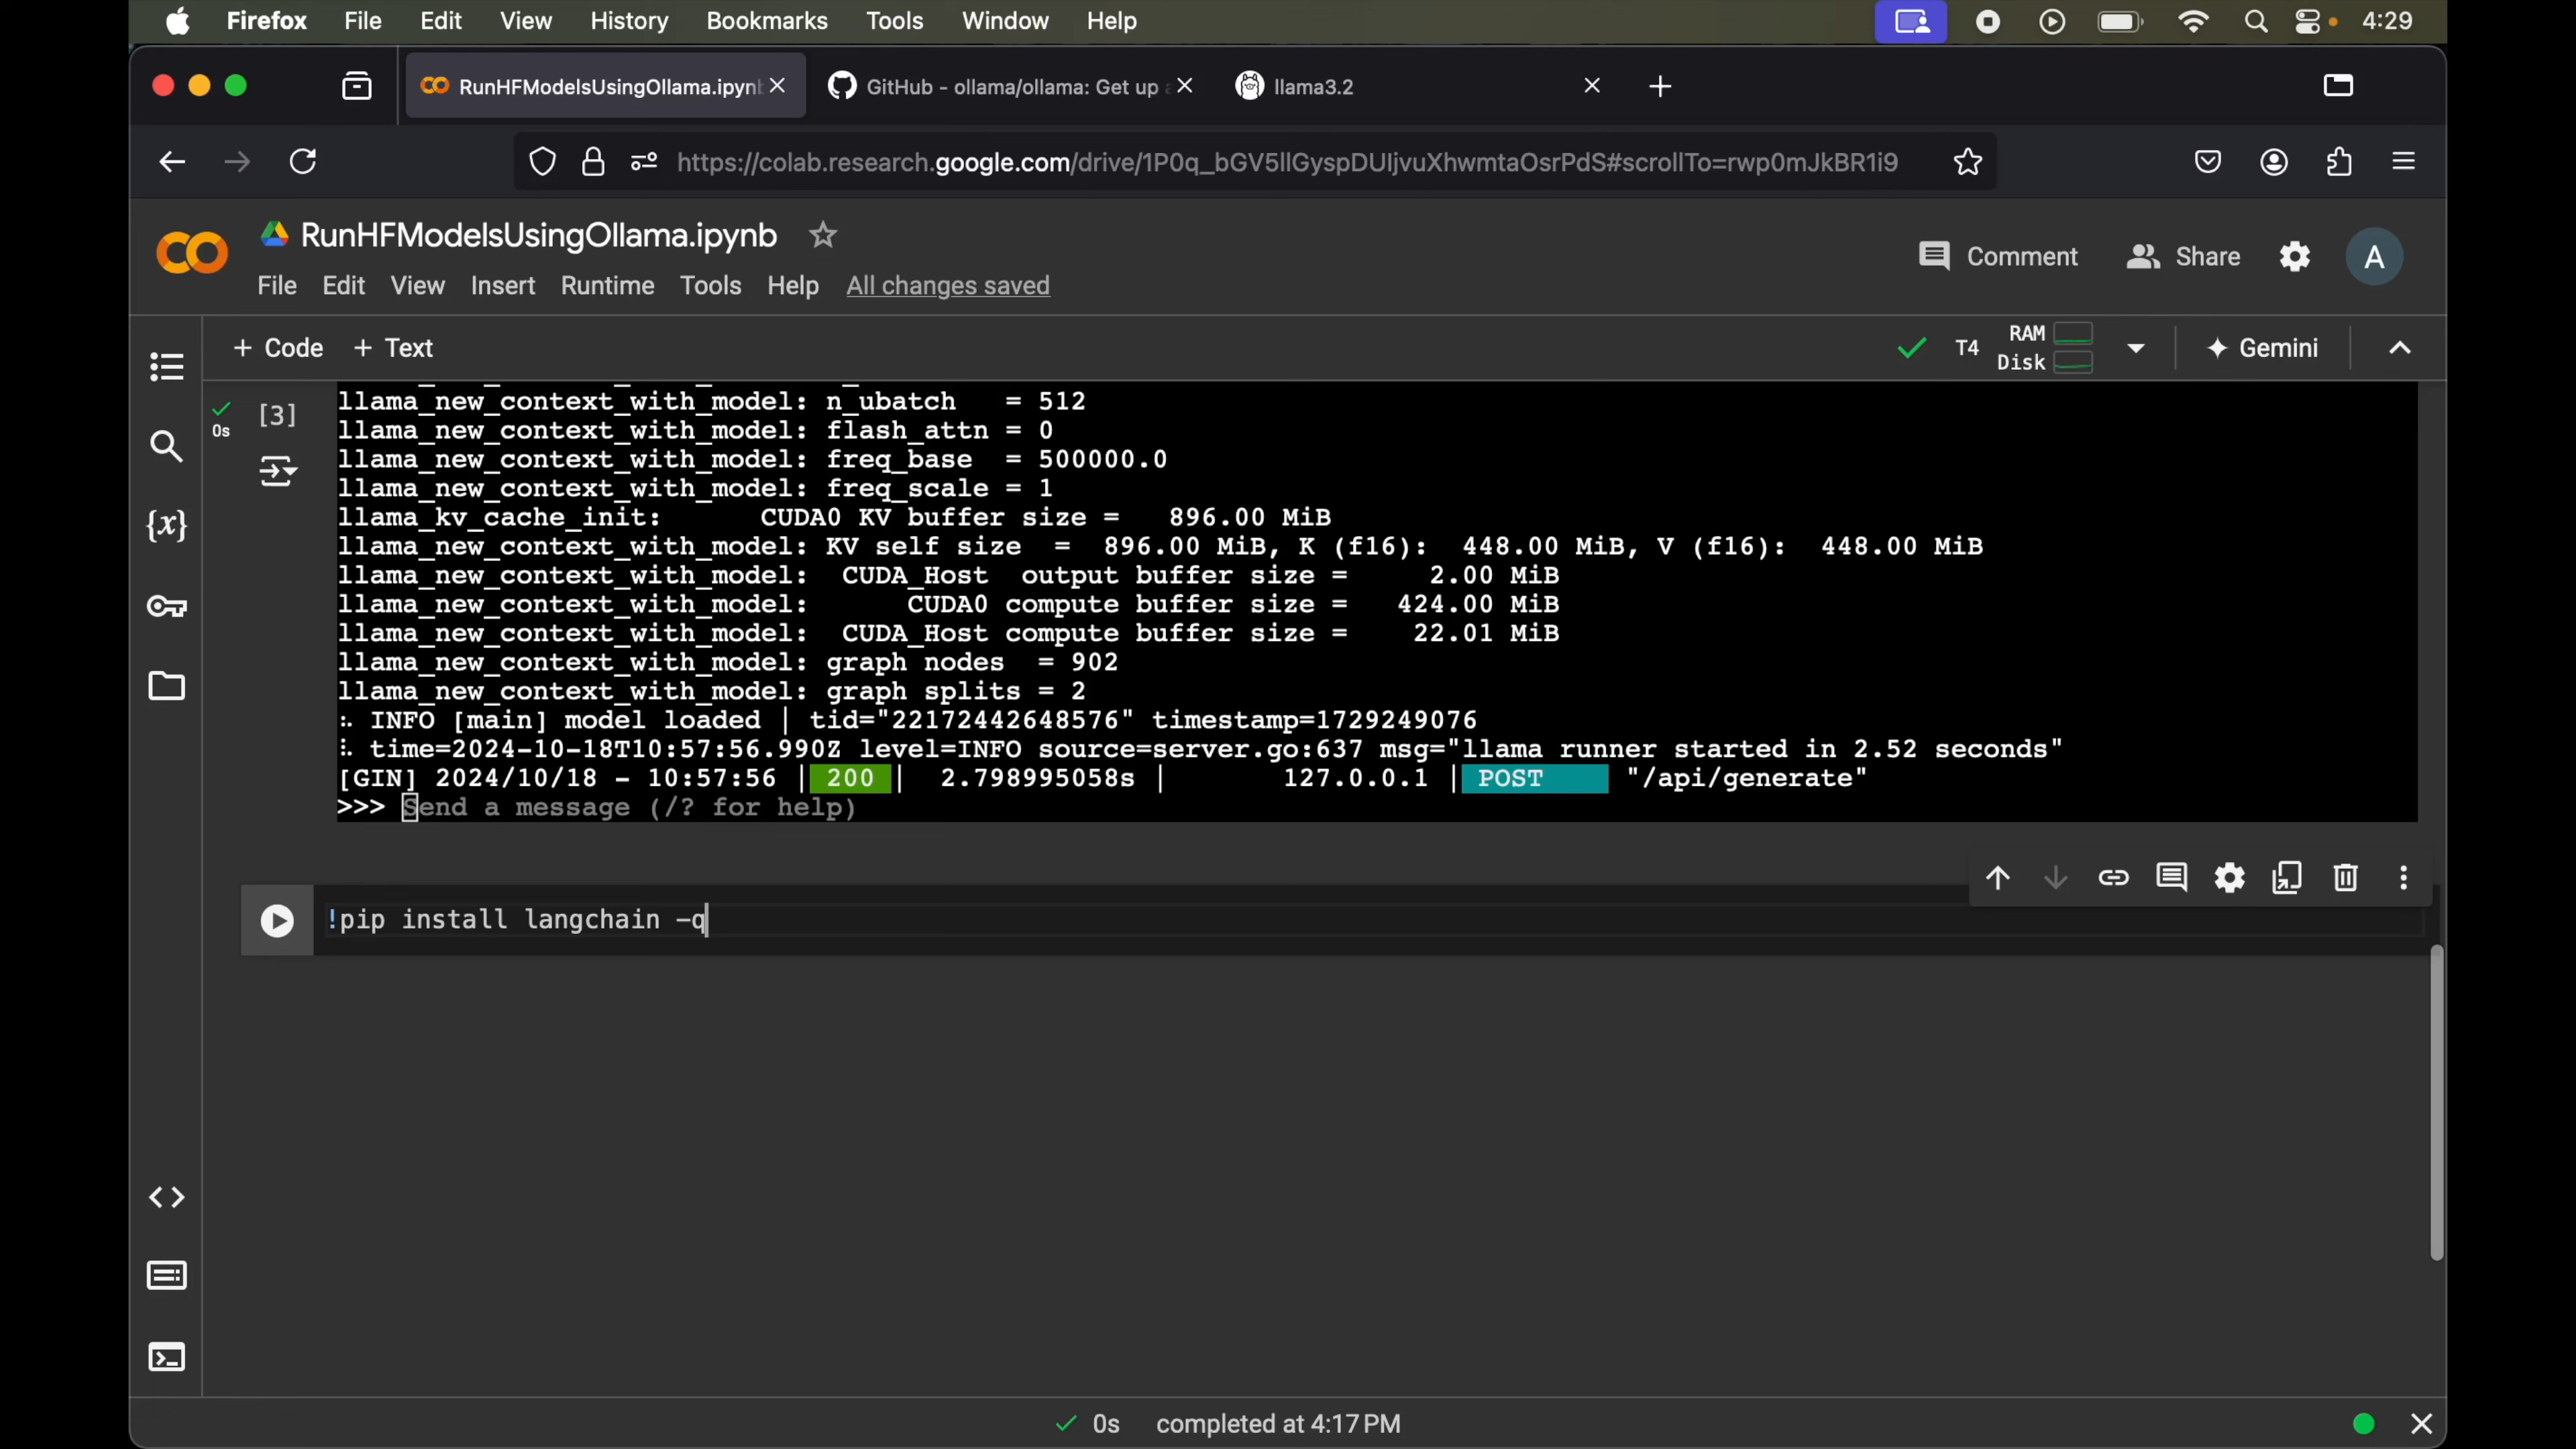 Firefox File Edit View History Bookmarks Tools Window Help 4:29
RunHFModelsUsingOllama.ipynb GitHub - ollama/ollama: Get up a llama3.2
https://colab.research.google.com/drive/1P0q_bGV5llGyspDUIjvuXhwmtaOsrPdS#scrollTo=rwp0mJkBR1i9
RunHFModelsUsingOllama.ipynb
Comment Share A
File Edit View Insert Runtime Tools Help All changes saved
+ Code + Text T4 RAM Disk Gemini
0s [3]
llama_new_context_with_model: n_ubatch   = 512
llama_new_context_with_model: flash_attn = 0
llama_new_context_with_model: freq_base  = 500000.0
llama_new_context_with_model: freq_scale = 1
llama_kv_cache_init:      CUDA0 KV buffer size =   896.00 MiB
llama_new_context_with_model: KV self size  =  896.00 MiB, K (f16):  448.00 MiB, V (f16):  448.00 MiB
llama_new_context_with_model:  CUDA_Host  output buffer size =     2.00 MiB
llama_new_context_with_model:      CUDA0 compute buffer size =   424.00 MiB
llama_new_context_with_model:  CUDA_Host compute buffer size =    22.01 MiB
llama_new_context_with_model: graph nodes  = 902
llama_new_context_with_model: graph splits = 2
INFO [main] model loaded | tid="22172442648576" timestamp=1729249076
time=2024-10-18T10:57:56.990Z level=INFO source=server.go:637 msg="llama runner started in 2.52 seconds"
[GIN] 2024/10/18 - 10:57:56 | 200 |  2.798995058s |       127.0.0.1 | POST     "/api/generate"
>>> Send a message (/? for help)
!pip install langchain -q
0s completed at 4:17 PM